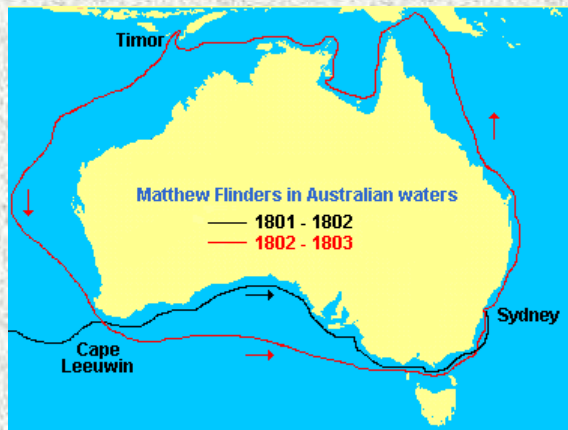 Timor
Matthew Flinders in Australian waters
1801 - 1802
1802 - 1803
Sydney
Cape
Leeuwin